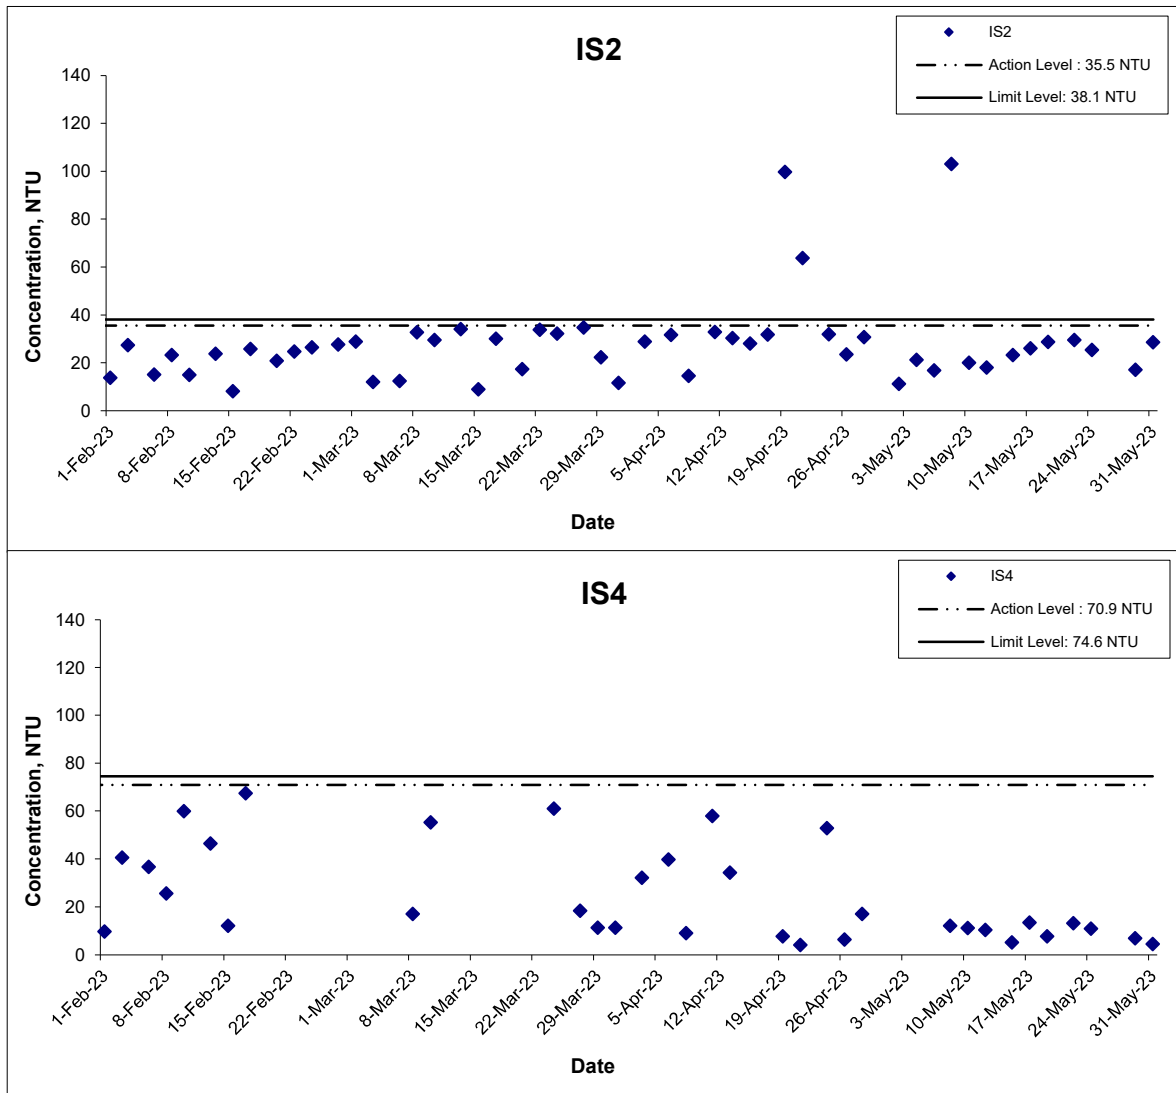 IS2
IS2
Action Level : 35.5 NTU
Limit Level: 38.1 NTU
Concentration, NTU
140
120
100
80
60
40
20
0
1-Feb-23
8-Feb-23
15-Feb-23
22-Feb-23
1-Mar-23
8-Mar-23
15-Mar-23
22-Mar-23
29-Mar-23
5-Apr-23
12-Apr-23
19-Apr-23
26-Apr-23
3-May-23
10-May-23
17-May-23
24-May-23
31-May-23
Date
IS4
IS4
Action Level : 70.9 NTU
Limit Level: 74.6 NTU
Concentration, NTU
140
120
100
80
60
40
20
0
1-Feb-23
8-Feb-23
15-Feb-23
22-Feb-23
1-Mar-23
8-Mar-23
15-Mar-23
22-Mar-23
29-Mar-23
5-Apr-23
12-Apr-23
19-Apr-23
26-Apr-23
3-May-23
10-May-23
17-May-23
24-May-23
31-May-23
Date